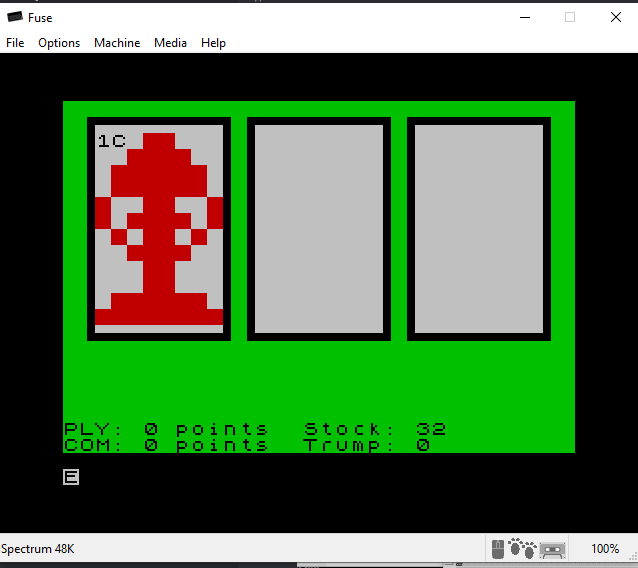 Fuse
File Options Machine Media Help
1C
PLY: 0 points Stock: 32
COM: 0 points Trump: 0
E
Spectrum 48K 100%